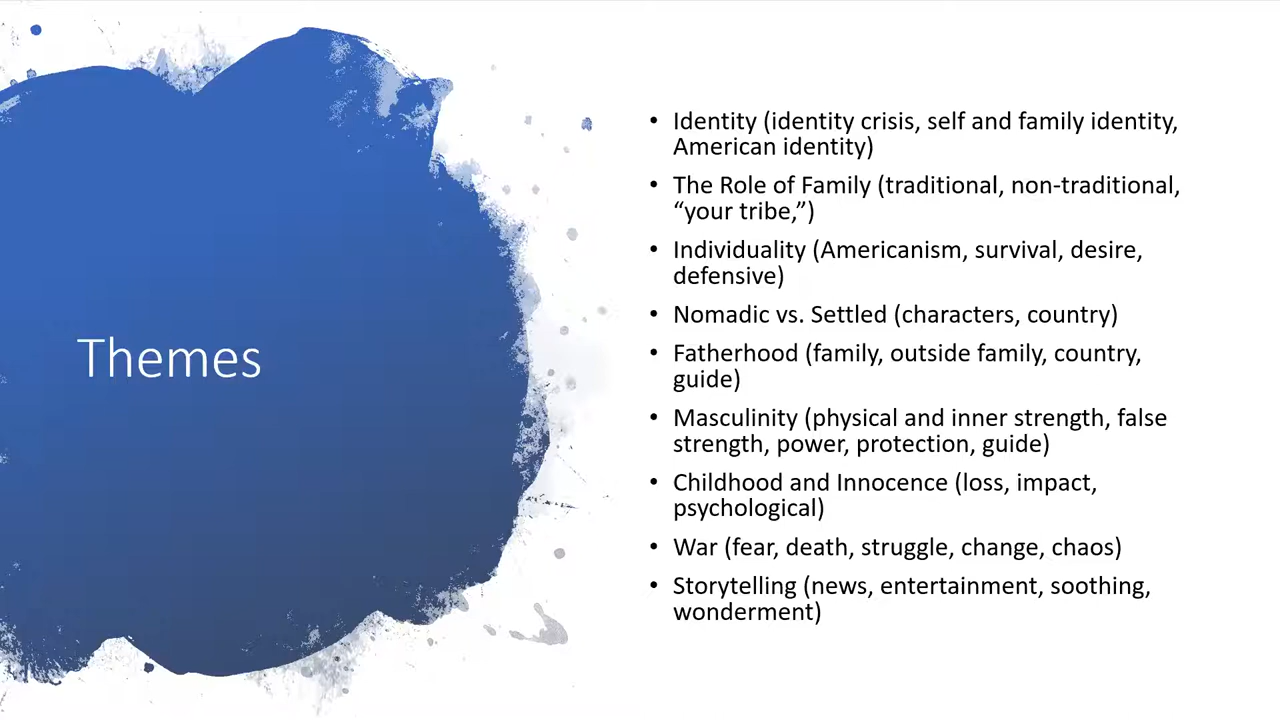 Themes
• Identity (identity crisis, self and family identity,
American identity)
• The Role of Family (traditional, non-traditional,
“your tribe,”)
• Individuality (Americanism, survival, desire,
defensive)
• Nomadic vs. Settled (characters, country)
• Fatherhood (family, outside family, country,
guide)
• Masculinity (physical and inner strength, false
strength, power, protection, guide)
• Childhood and Innocence (loss, impact,
psychological)
• War (fear, death, struggle, change, chaos)
• Storytelling (news, entertainment, soothing,
wonderment)